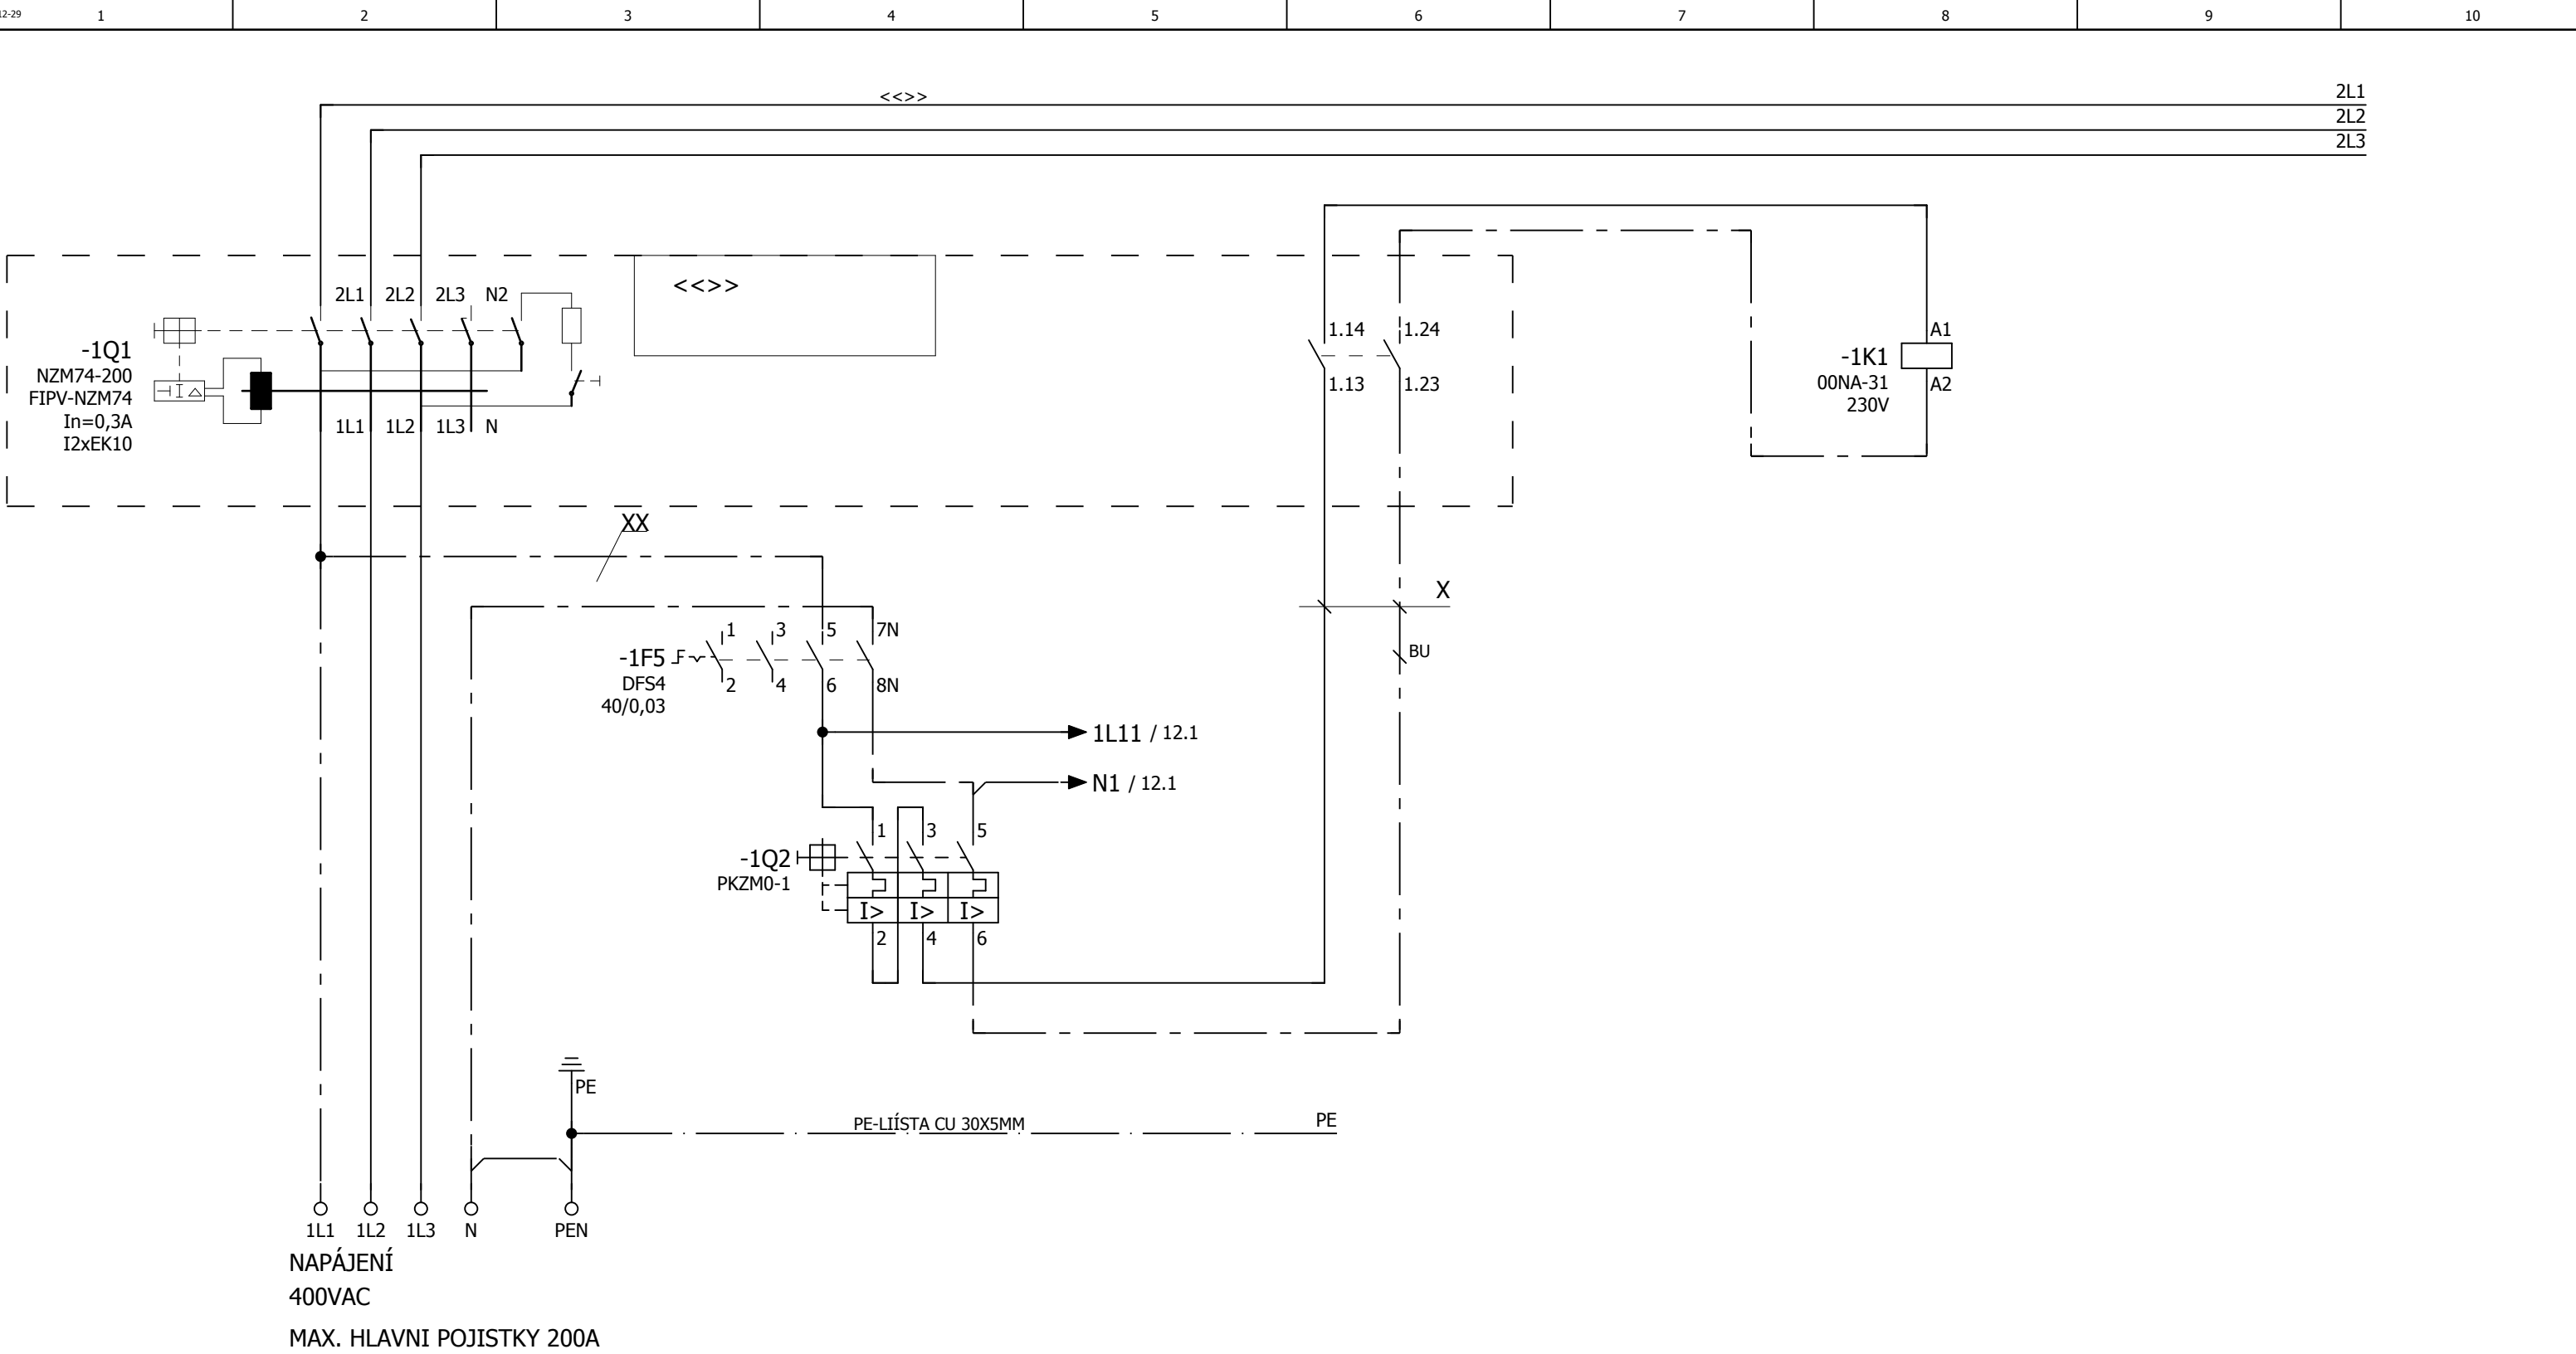 12-29
1 2 3 4 5 6 7 8 9 10
<<>>
2L1
2L2
2L3
<<>>
2L1 2L2 2L3 N2
-1Q1
NZM74-200
FIPV-NZM74
In=0,3A
I2xEK10
I
1L1 1L2 1L3 N
1.14 1.24
1.13 1.23
-1K1
00NA-31
230V
A1
A2
XX
X
BU
1 3 5 7N
-1F5
DFS4
40/0,03
2 4 6 8N
1L11 / 12.1
N1 / 12.1
1 3 5
-1Q2
PKZM0-1
I> I> I>
2 4 6
PE
PE-LIÍSTA CU 30X5MM
PE
1L1 1L2 1L3 N PEN
NAPÁJENÍ
400VAC
MAX. HLAVNI POJISTKY 200A